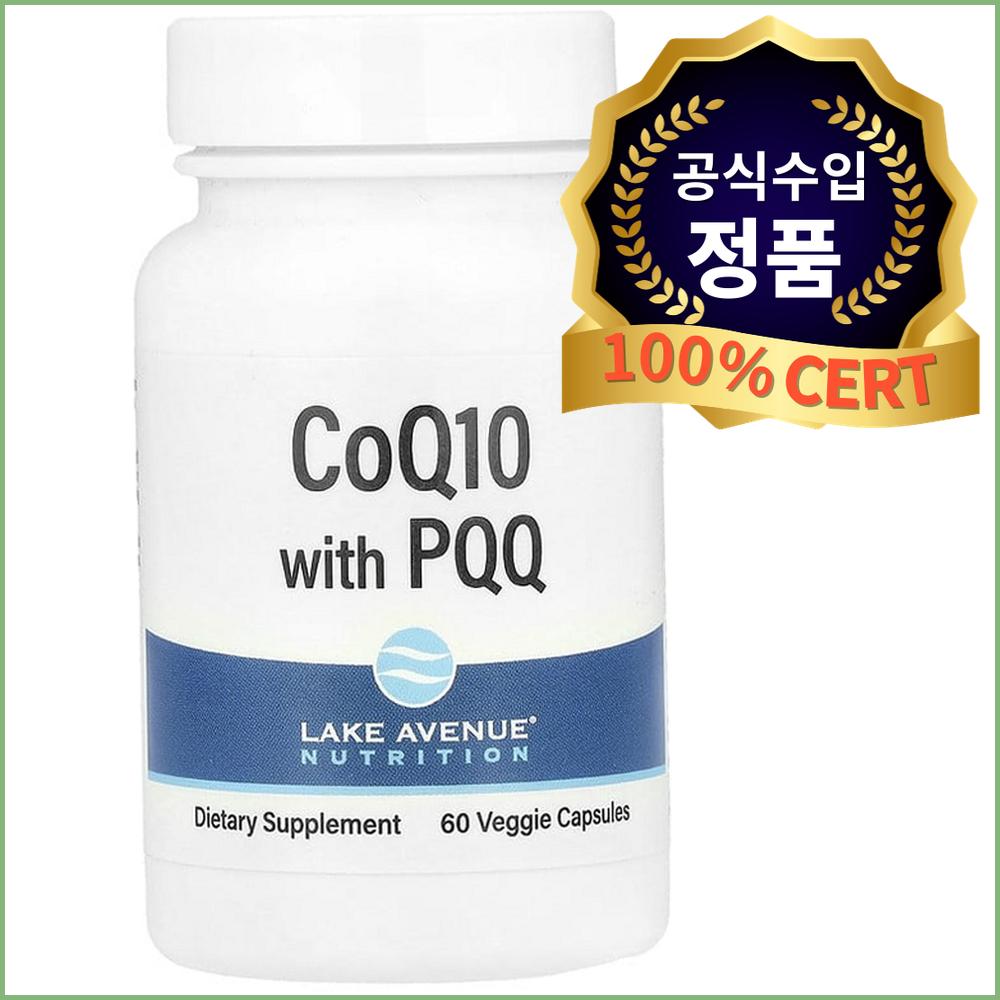 공식수입
정품
100% CERT
CoQ10
with PQQ
LAKE AVENUE®
NUTRITION
Dietary Supplement 60 Veggie Capsules